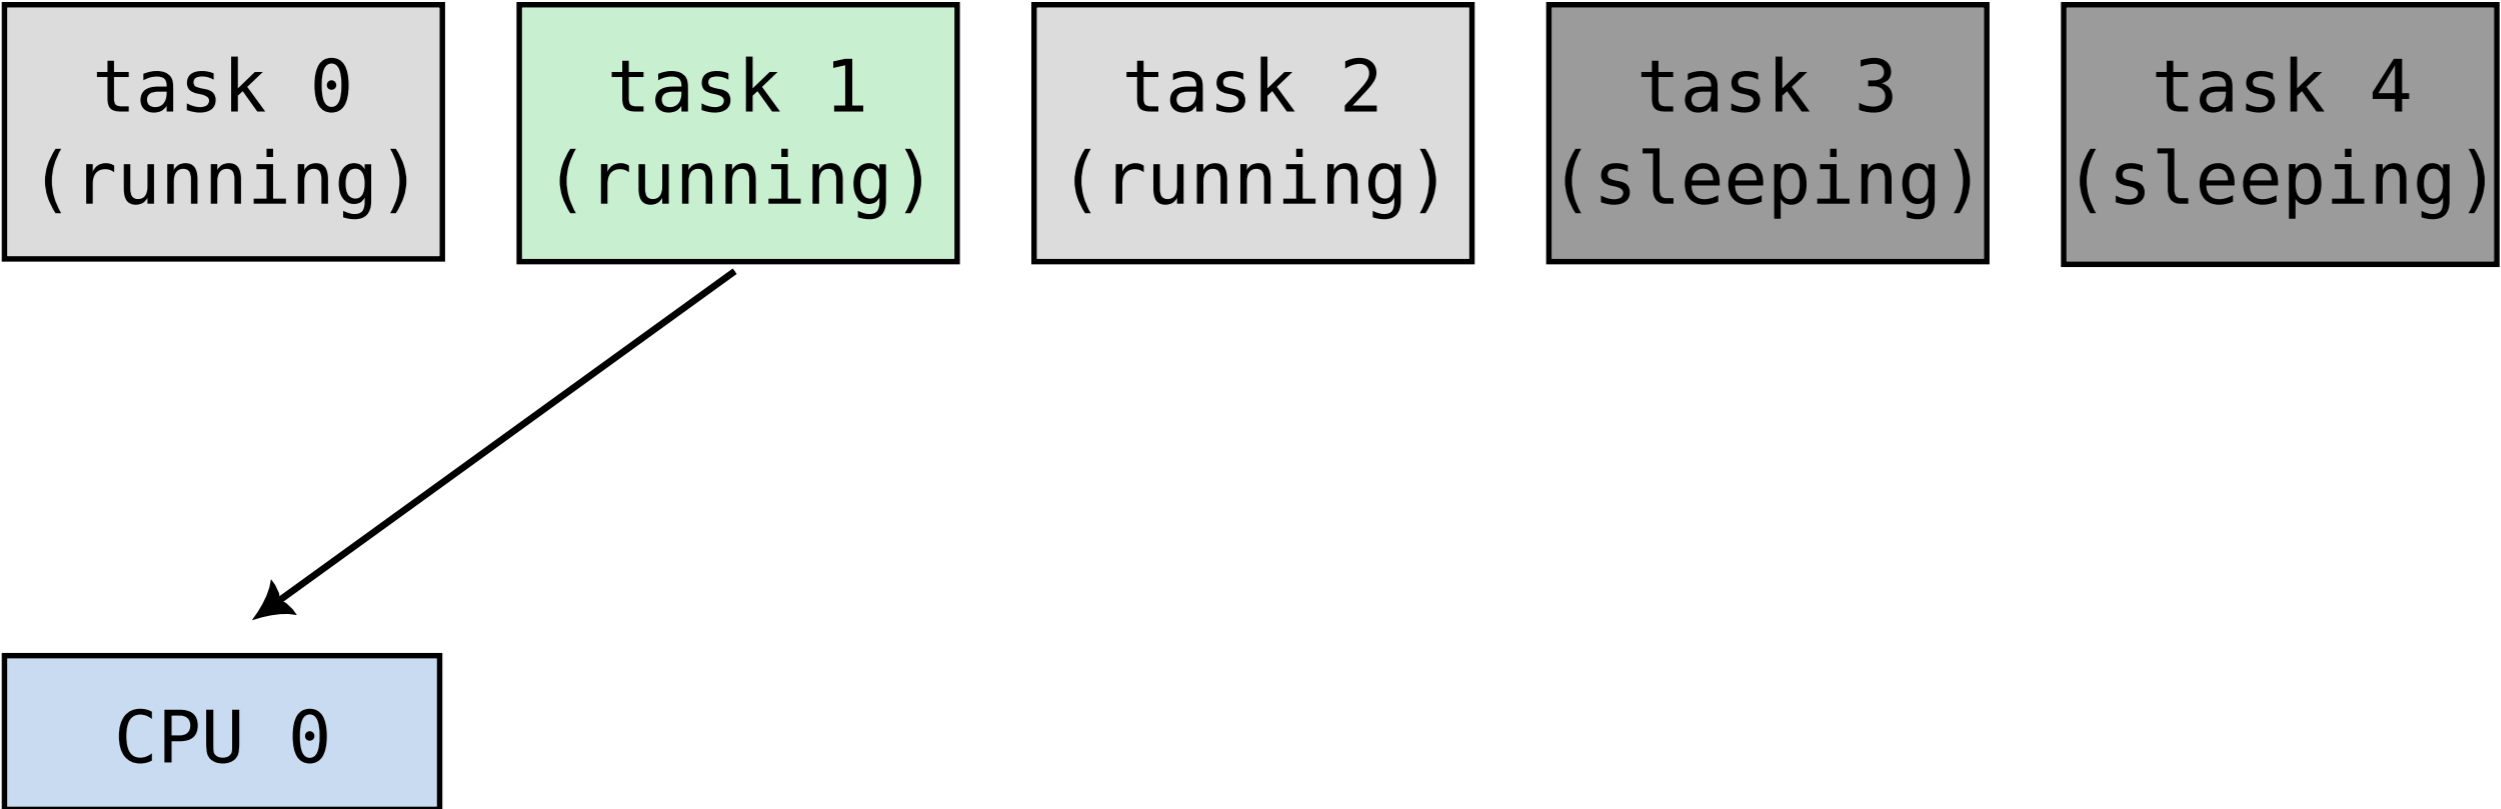 task 0
(running)
task 1
(running)
task 2
(running)
task 3
(sleeping)
task 4
(sleeping)
CPU 0